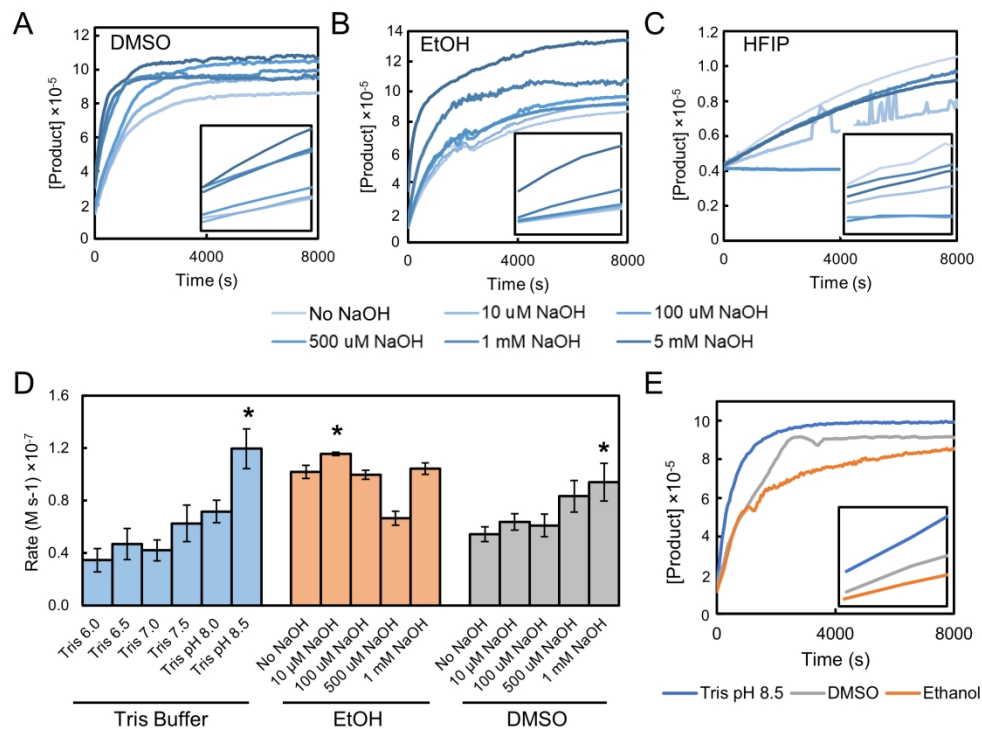 A
DMSO
[Product] ×10-5
12
10
8
6
4
2
0
0
4000
8000
Time (s)
B
EtOH
[Product] ×10-5
14
12
10
8
6
4
2
0
0
4000
8000
Time (s)
C
HFIP
[Product] ×10-5
1.2
1.0
0.8
0.6
0.4
0.2
0
0
4000
8000
Time (s)
No NaOH
10 uM NaOH
100 uM NaOH
500 uM NaOH
1 mM NaOH
5 mM NaOH
D
Rate (M s-1) ×10-7
1.6
1.2
0.8
0.4
0.0
*
*
*
Tris 6.0
Tris 6.5
Tris 7.0
Tris 7.5
Tris pH 8.0
Tris pH 8.5
No NaOH
10 µM NaOH
100 uM NaOH
500 uM NaOH
1 mM NaOH
No NaOH
10 µM NaOH
100 uM NaOH
500 uM NaOH
1 mM NaOH
Tris Buffer
EtOH
DMSO
E
[Product] ×10-5
10
8
6
4
2
0
0
4000
8000
Time (s)
Tris pH 8.5
DMSO
Ethanol